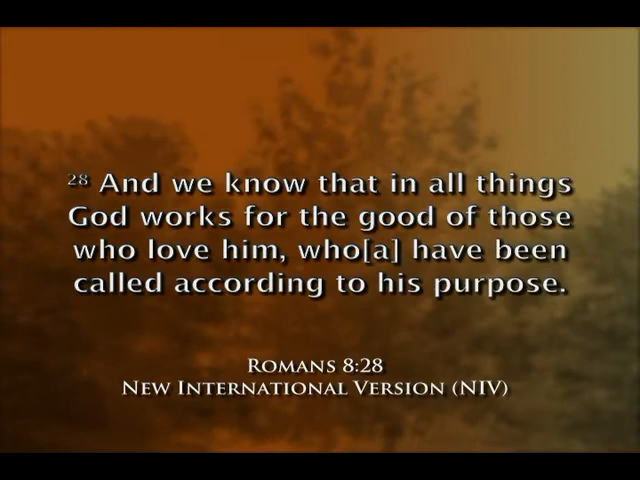 28 And we know that in all things
God works for the good of those
who love him, who[a] have been
called according to his purpose.
Romans 8:28
New International Version (NIV)